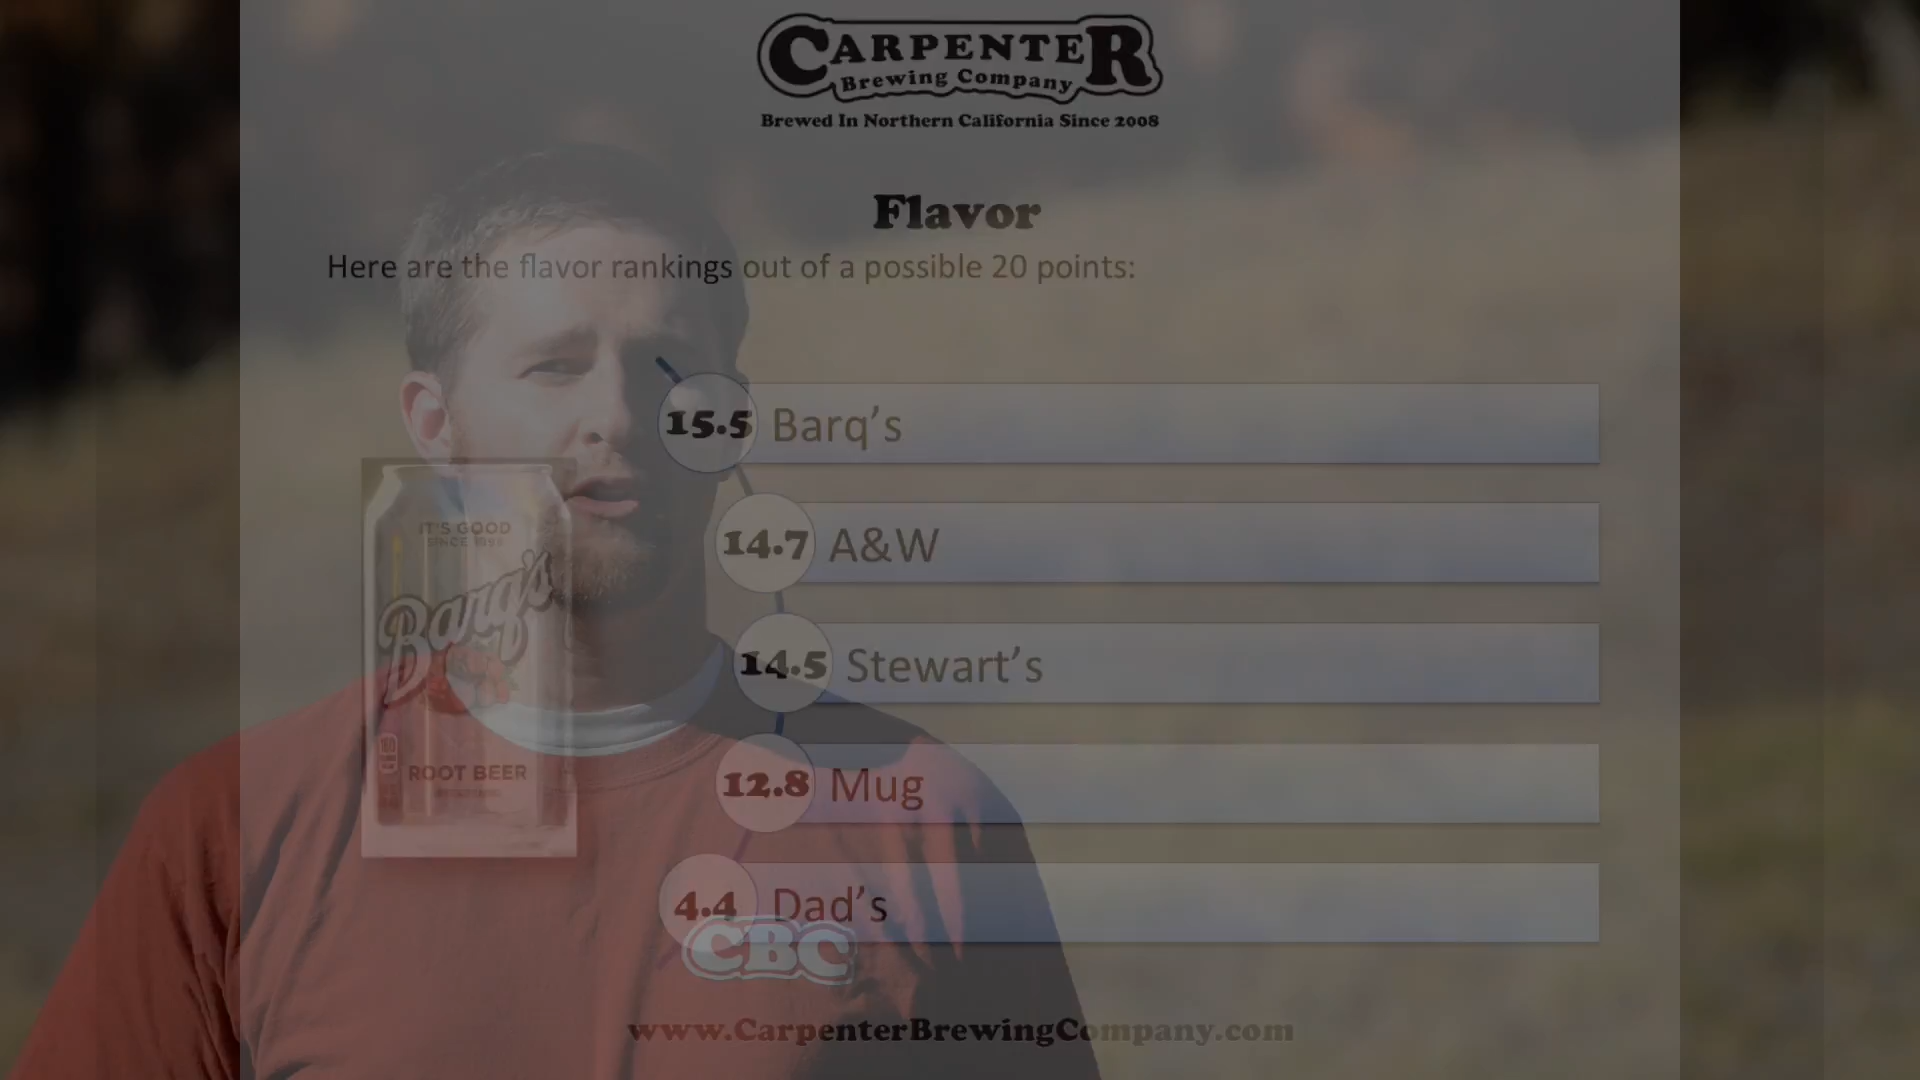 CARPENTER
Brewing Company
Brewed In Northern California Since 2008
Flavor
Here are the flavor rankings out of a possible 20 points:
15.5 Barq's
14.7 A&W
14.5 Stewart's
12.8 Mug
4.4 Dad's
IT'S GOOD
SINCE 1898
Barq's
ROOT BEER
CBC
www.CarpenterBrewingCompany.com